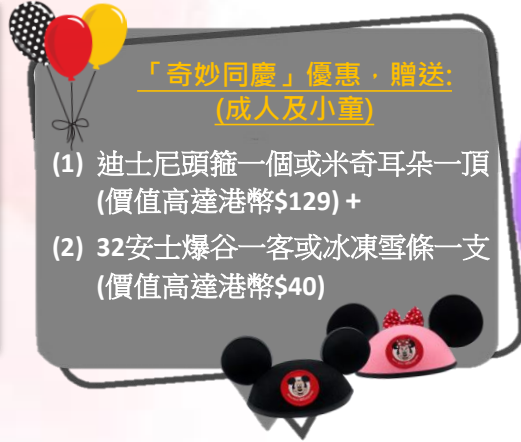 「奇妙同慶」優惠，贈送:
(成人及小童)
(1) 迪士尼頭箍一個或米奇耳朵一頂
(價值高達港幣$129) +
(2) 32安士爆谷一客或冰凍雪條一支
(價值高達港幣$40)